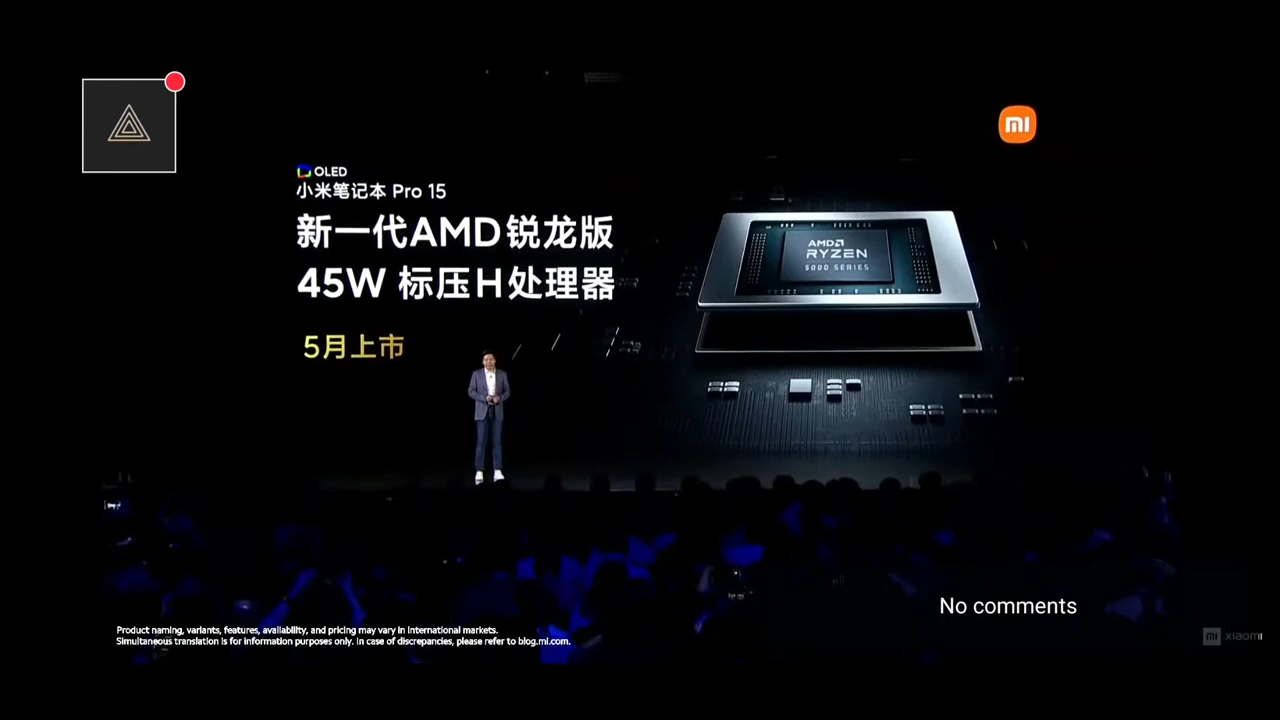 OLED
小米笔记本 Pro 15
新一代AMD 锐龙版
45W 标压H处理器
5月上市
mi
AMD
RYZEN
5000 SERIES
No comments
Product naming, variants, features, availability, and pricing may vary in international markets.
Simultaneous translation is for information purposes only. In case of discrepancies, please refer to blog.mi.com.
mi xiaomi